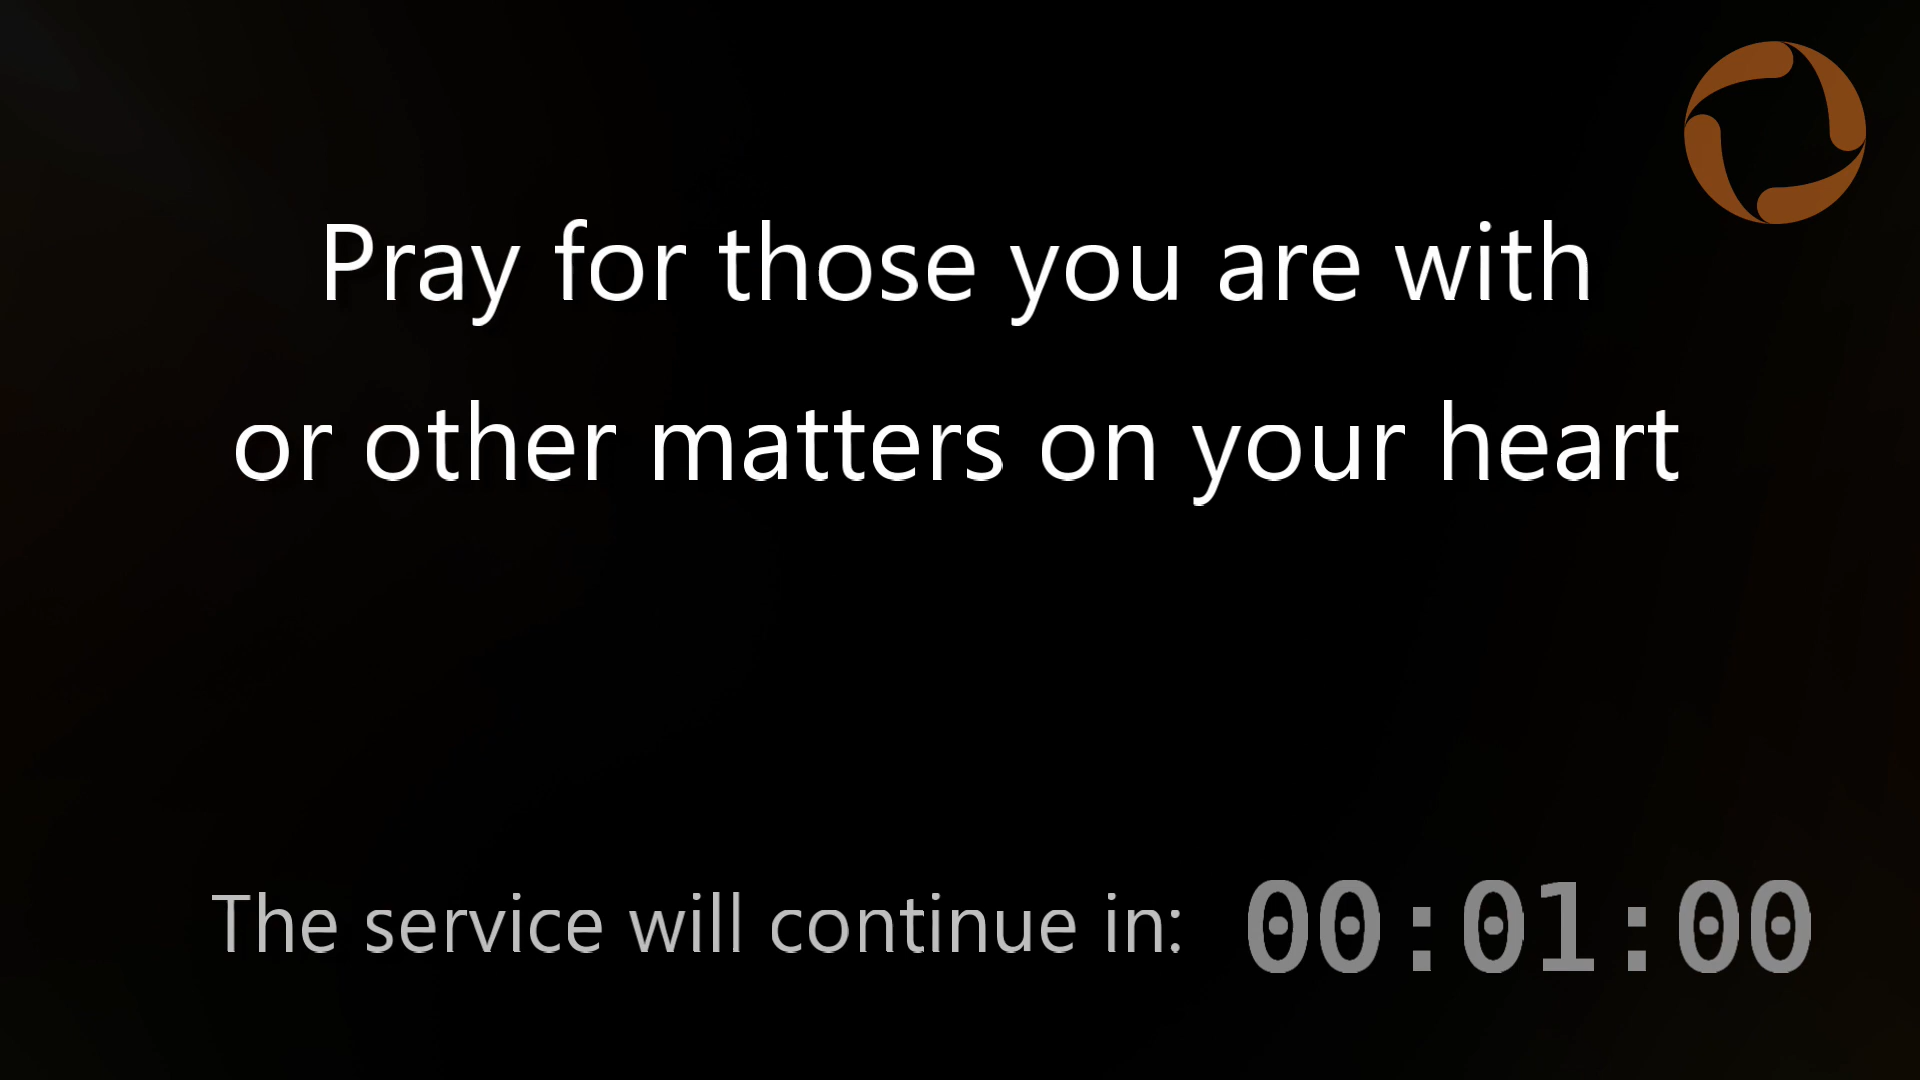 Pray for those you are with
or other matters on your heart
The service will continue in: 00:01:00